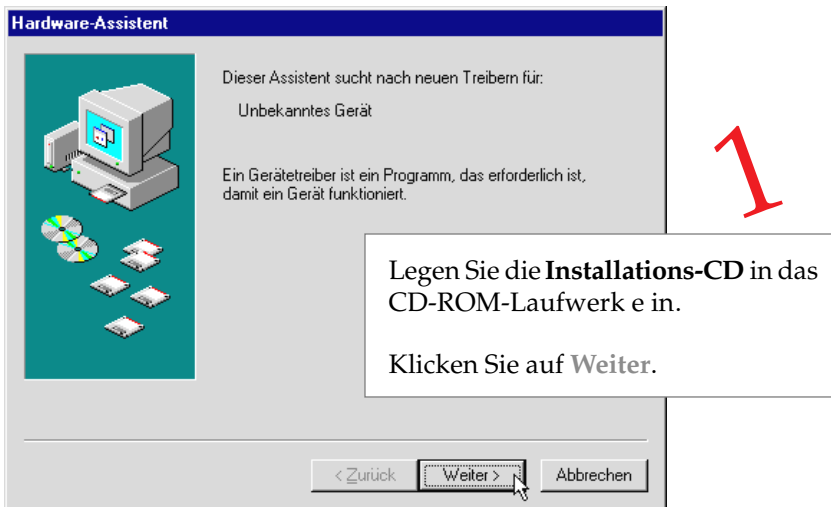 Hardware-Assistent
Dieser Assistent sucht nach neuen Treibern für:
Unbekanntes Gerät
Ein Gerätetreiber ist ein Programm, das erforderlich ist,
damit ein Gerät funktioniert.
1
Legen Sie die Installations-CD in das
CD-ROM-Laufwerk e in.
Klicken Sie auf Weiter.
< Zurück
Weiter >
Abbrechen